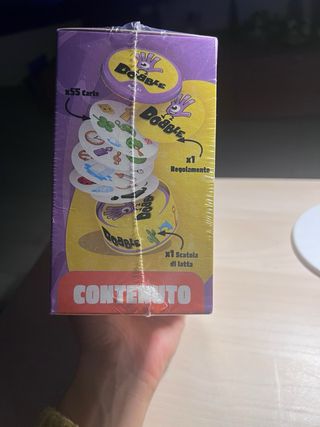 DOBBLE
x55 Carte
DOBBLE
x1
Regolamento
DOBBLE
x1 Scatola
di latta
CONTENUTO